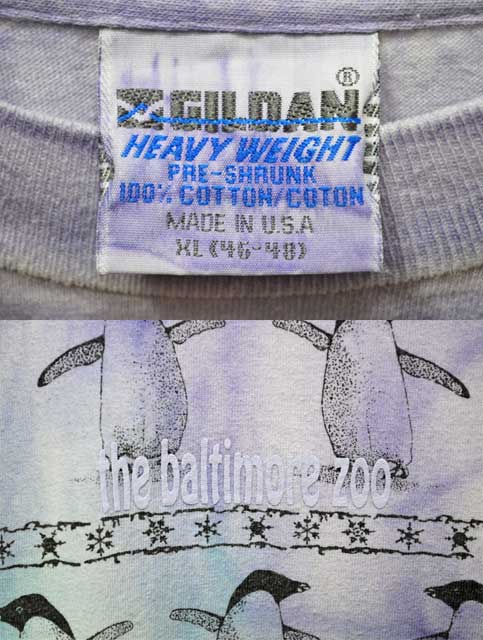 GILDAN®
HEAVY WEIGHT
PRE-SHRUNK
100% COTTON/COTON
MADE IN U.S.A
XL (46-48)
the baltimore zoo